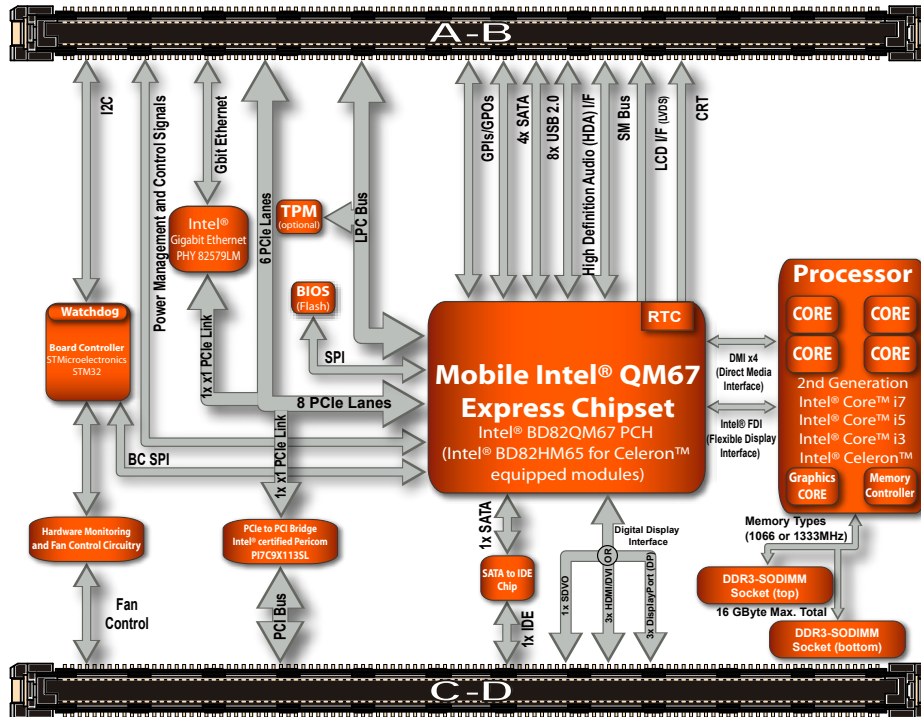 A-B
I2C
Power Management and Control Signals
Gbit Ethernet
6 PCIe Lanes
LPC Bus
GPIs/GPOs
4x SATA
8x USB 2.0
High Definition Audio (HDA) I/F
SM Bus
LCD I/F (LVDS)
CRT
Intel®
Gigabit Ethernet
PHY 82579LM
TPM
(optional)
BIOS
(Flash)
SPI
1x x1 PCIe Link
Watchdog
Board Controller
STMicroelectronics
STM32
8 PCIe Lanes
1x x1 PCIe Link
BC SPI
RTC
Mobile Intel® QM67
Express Chipset
Intel® BD82QM67 PCH
(Intel® BD82HM65 for Celeron™
equipped modules)
DMI x4
(Direct Media
Interface)
Intel® FDI
(Flexible Display
Interface)
Processor
CORE
CORE
CORE
CORE
2nd Generation
Intel® Core™ i7
Intel® Core™ i5
Intel® Core™ i3
Intel® Celeron™
Graphics
CORE
Memory
Controller
Memory Types
(1066 or 1333MHz)
DDR3-SODIMM
Socket (top)
16 GByte Max. Total
DDR3-SODIMM
Socket (bottom)
Hardware Monitoring
and Fan Control Circuitry
Fan
Control
PCIe to PCI Bridge
Intel® certified Pericom
PI7C9X113SL
PCI Bus
1x SATA
SATA to IDE
Chip
1x IDE
Digital Display
Interface
OR
1x SDVO
3x HDMI/DVI
3x DisplayPort (DP)
C-D